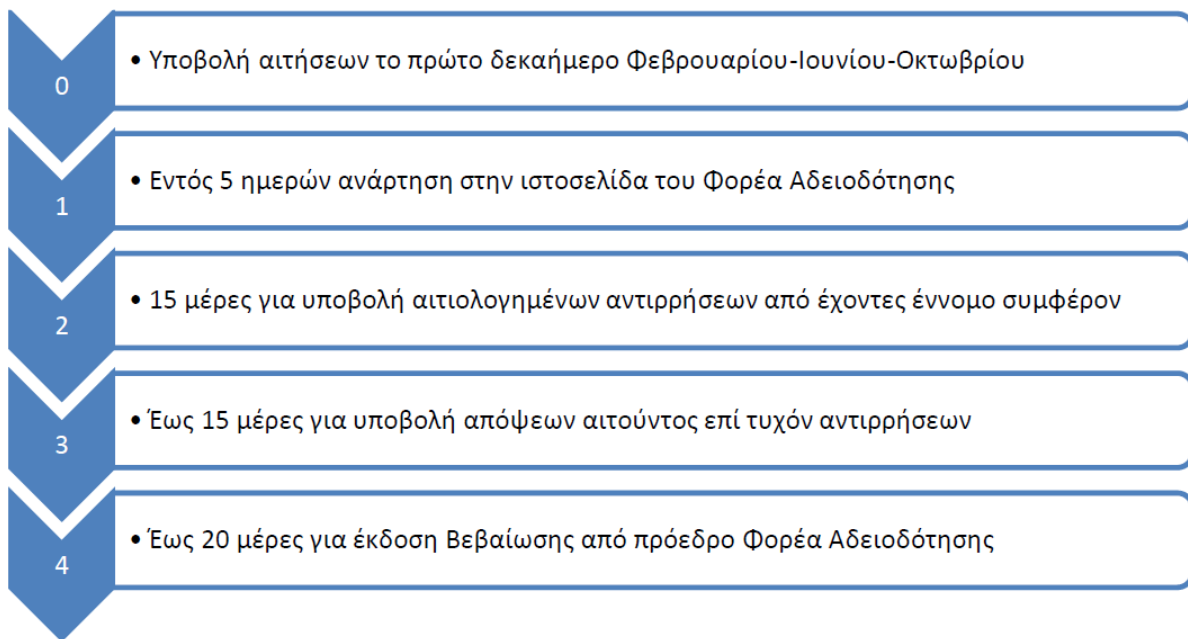 0
• Υποβολή αιτήσεων το πρώτο δεκαήμερο Φεβρουαρίου-Ιουνίου-Οκτωβρίου
1
• Εντός 5 ημερών ανάρτηση στην ιστοσελίδα του Φορέα Αδειοδότησης
2
• 15 μέρες για υποβολή αιτιολογημένων αντιρρήσεων από έχοντες έννομο συμφέρον
3
• Έως 15 μέρες για υποβολή απόψεων αιτούντος επί τυχόν αντιρρήσεων
4
• Έως 20 μέρες για έκδοση Βεβαίωσης από πρόεδρο Φορέα Αδειοδότησης